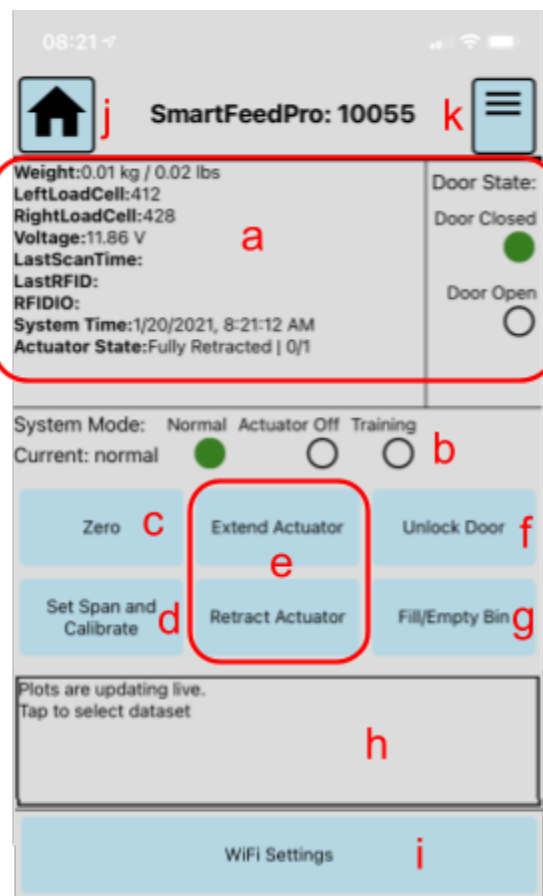 08:21
j SmartFeedPro: 10055 k
Weight:0.01 kg / 0.02 lbs
LeftLoadCell:412
RightLoadCell:428
Voltage:11.86 V
LastScanTime:
LastRFID:
RFIDIO:
System Time:1/20/2021, 8:21:12 AM
Actuator State:Fully Retracted | 0/1
a
Door State:
Door Closed
Door Open
System Mode: Normal Actuator Off Training
Current: normal b
Zero c
Extend Actuator
Unlock Door f
e
Set Span and
Calibrate d
Retract Actuator
Fill/Empty Bin g
Plots are updating live.
Tap to select dataset
h
WiFi Settings i